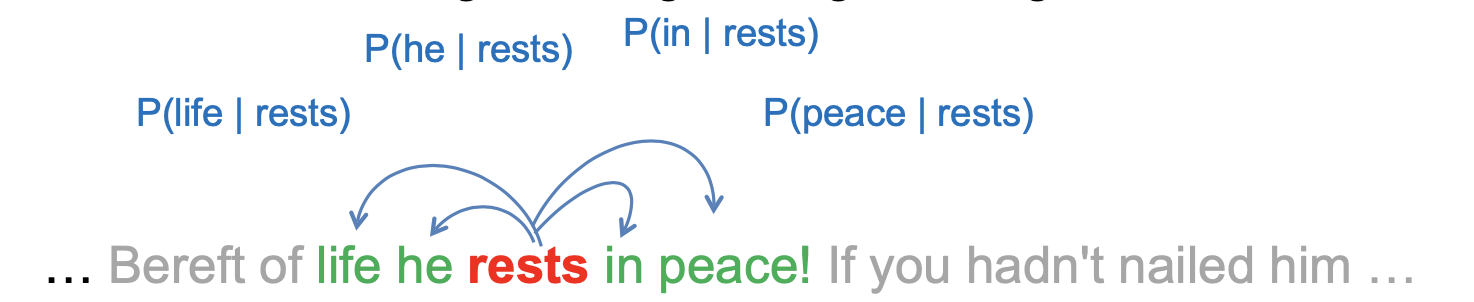 P(he | rests) P(in | rests)
P(life | rests) P(peace | rests)
… Bereft of life he rests in peace! If you hadn't nailed him …